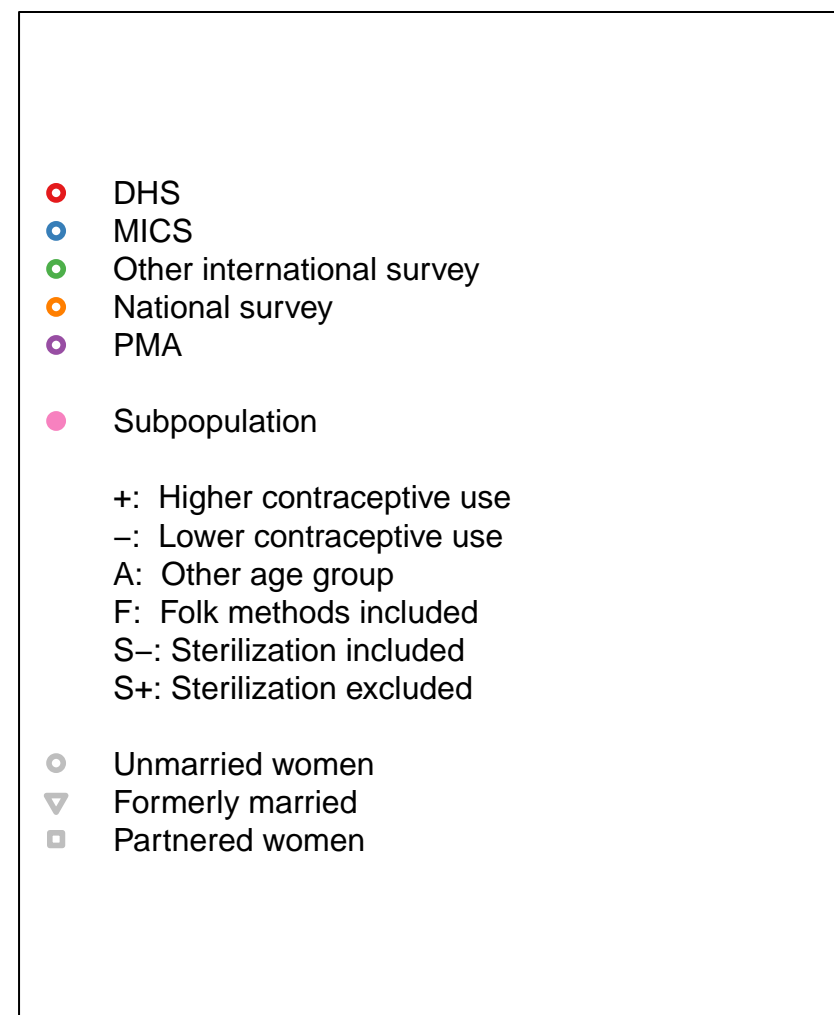 DHS
MICS
Other international survey
National survey
PMA
Subpopulation
+: Higher contraceptive use
−: Lower contraceptive use
A: Other age group
F: Folk methods included
S−: Sterilization included
S+: Sterilization excluded
Unmarried women
Formerly married
Partnered women